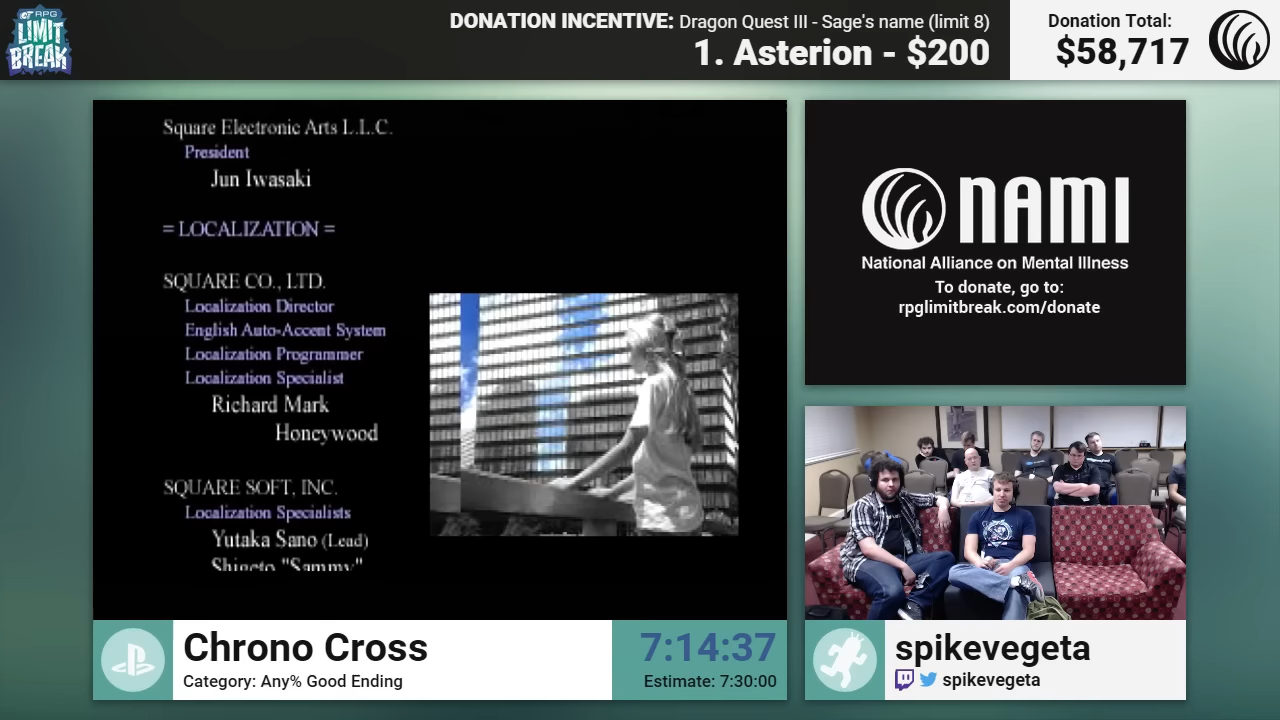 RPG
LIMIT
BREAK
DONATION INCENTIVE: Dragon Quest III - Sage's name (limit 8)
1. Asterion - $200
Donation Total:
$58,717
Square Electronic Arts L.L.C.
President
Jun Iwasaki
= LOCALIZATION =
SQUARE CO., LTD.
Localization Director
English Auto-Accent System
Localization Programmer
Localization Specialist
Richard Mark
Honeywood
SQUARE SOFT, INC.
Localization Specialists
Yutaka Sano (Lead)
Shigeto "Sammy"
NAMI
National Alliance on Mental Illness
To donate, go to:
rpglimitbreak.com/donate
Chrono Cross
Category: Any% Good Ending
7:14:37
Estimate: 7:30:00
spikevegeta
spikevegeta